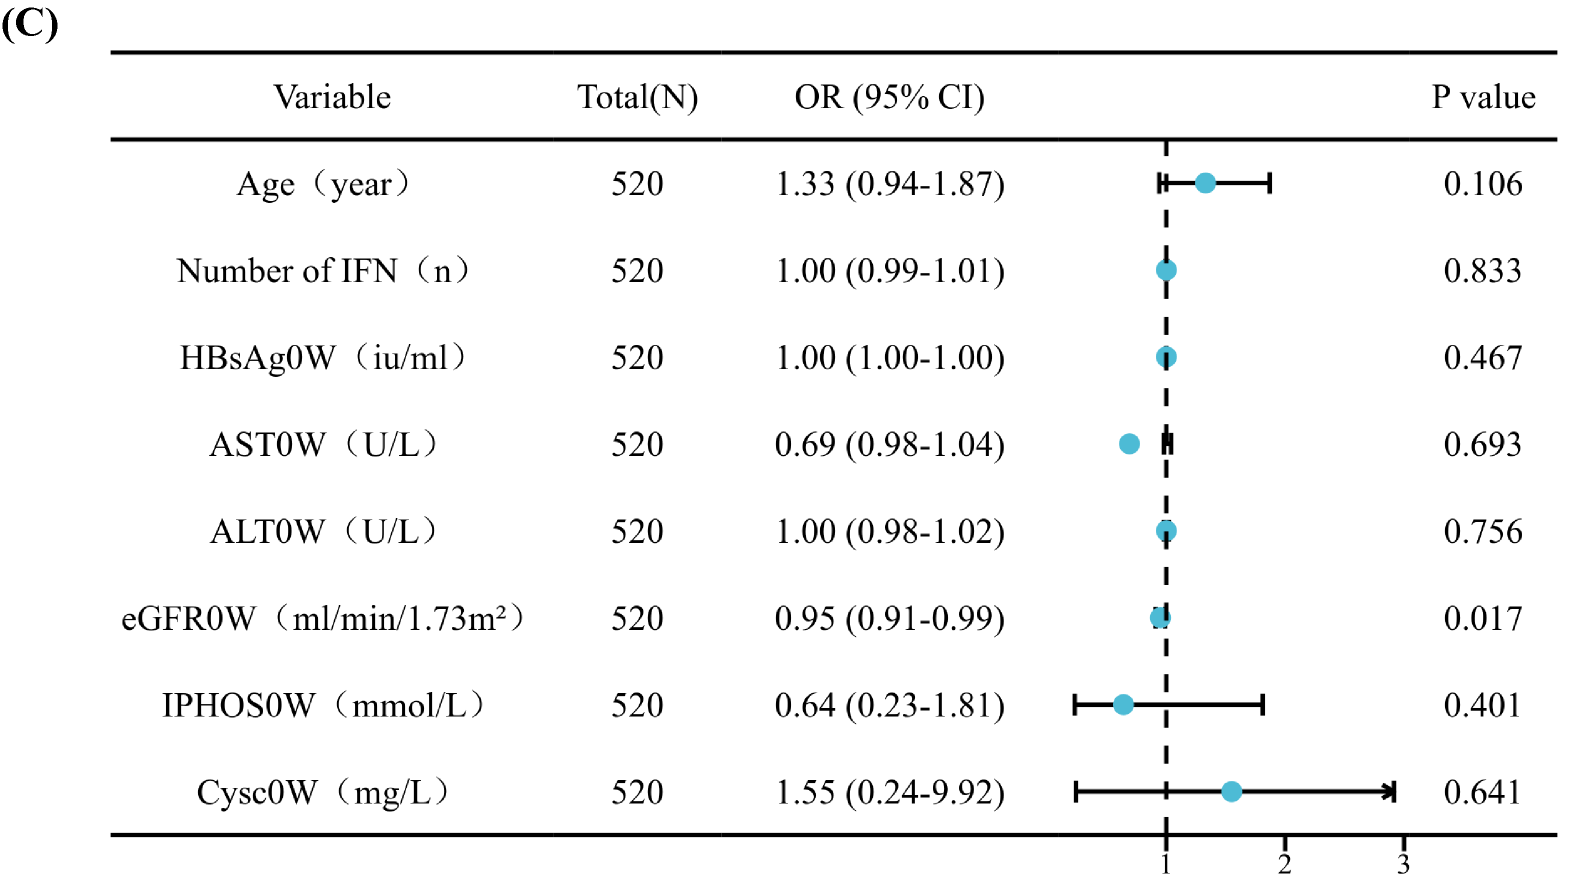 (C)
Variable Total(N) OR (95% CI) P value
Age（year） 520 1.33 (0.94-1.87) 0.106
Number of IFN（n） 520 1.00 (0.99-1.01) 0.833
HBsAg0W（iu/ml） 520 1.00 (1.00-1.00) 0.467
AST0W（U/L） 520 0.69 (0.98-1.04) 0.693
ALT0W（U/L） 520 1.00 (0.98-1.02) 0.756
eGFR0W（ml/min/1.73m²） 520 0.95 (0.91-0.99) 0.017
IPHOS0W（mmol/L） 520 0.64 (0.23-1.81) 0.401
Cysc0W（mg/L） 520 1.55 (0.24-9.92) 0.641
1 2 3